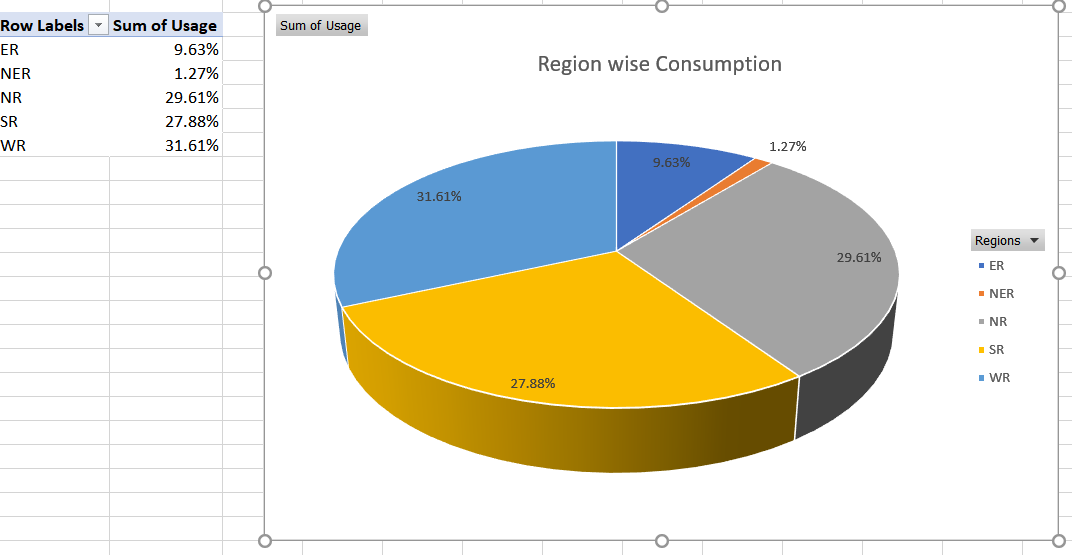 Row Labels Sum of Usage
ER 9.63%
NER 1.27%
NR 29.61%
SR 27.88%
WR 31.61%
Sum of Usage
Region wise Consumption
9.63%
1.27%
29.61%
27.88%
31.61%
Regions
ER
NER
NR
SR
WR